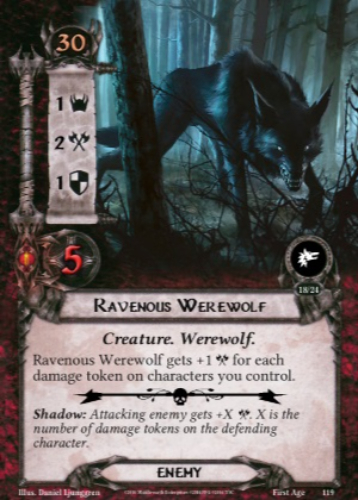 30
1
2
1
5
18/24
RAVENOUS WEREWOLF
Creature. Werewolf.
Ravenous Werewolf gets +1 for each
damage token on characters you control.
Shadow: Attacking enemy gets +X . X is the
number of damage tokens on the defending
character.
ENEMY
Illus. Daniel Ljunggren
First Age 119